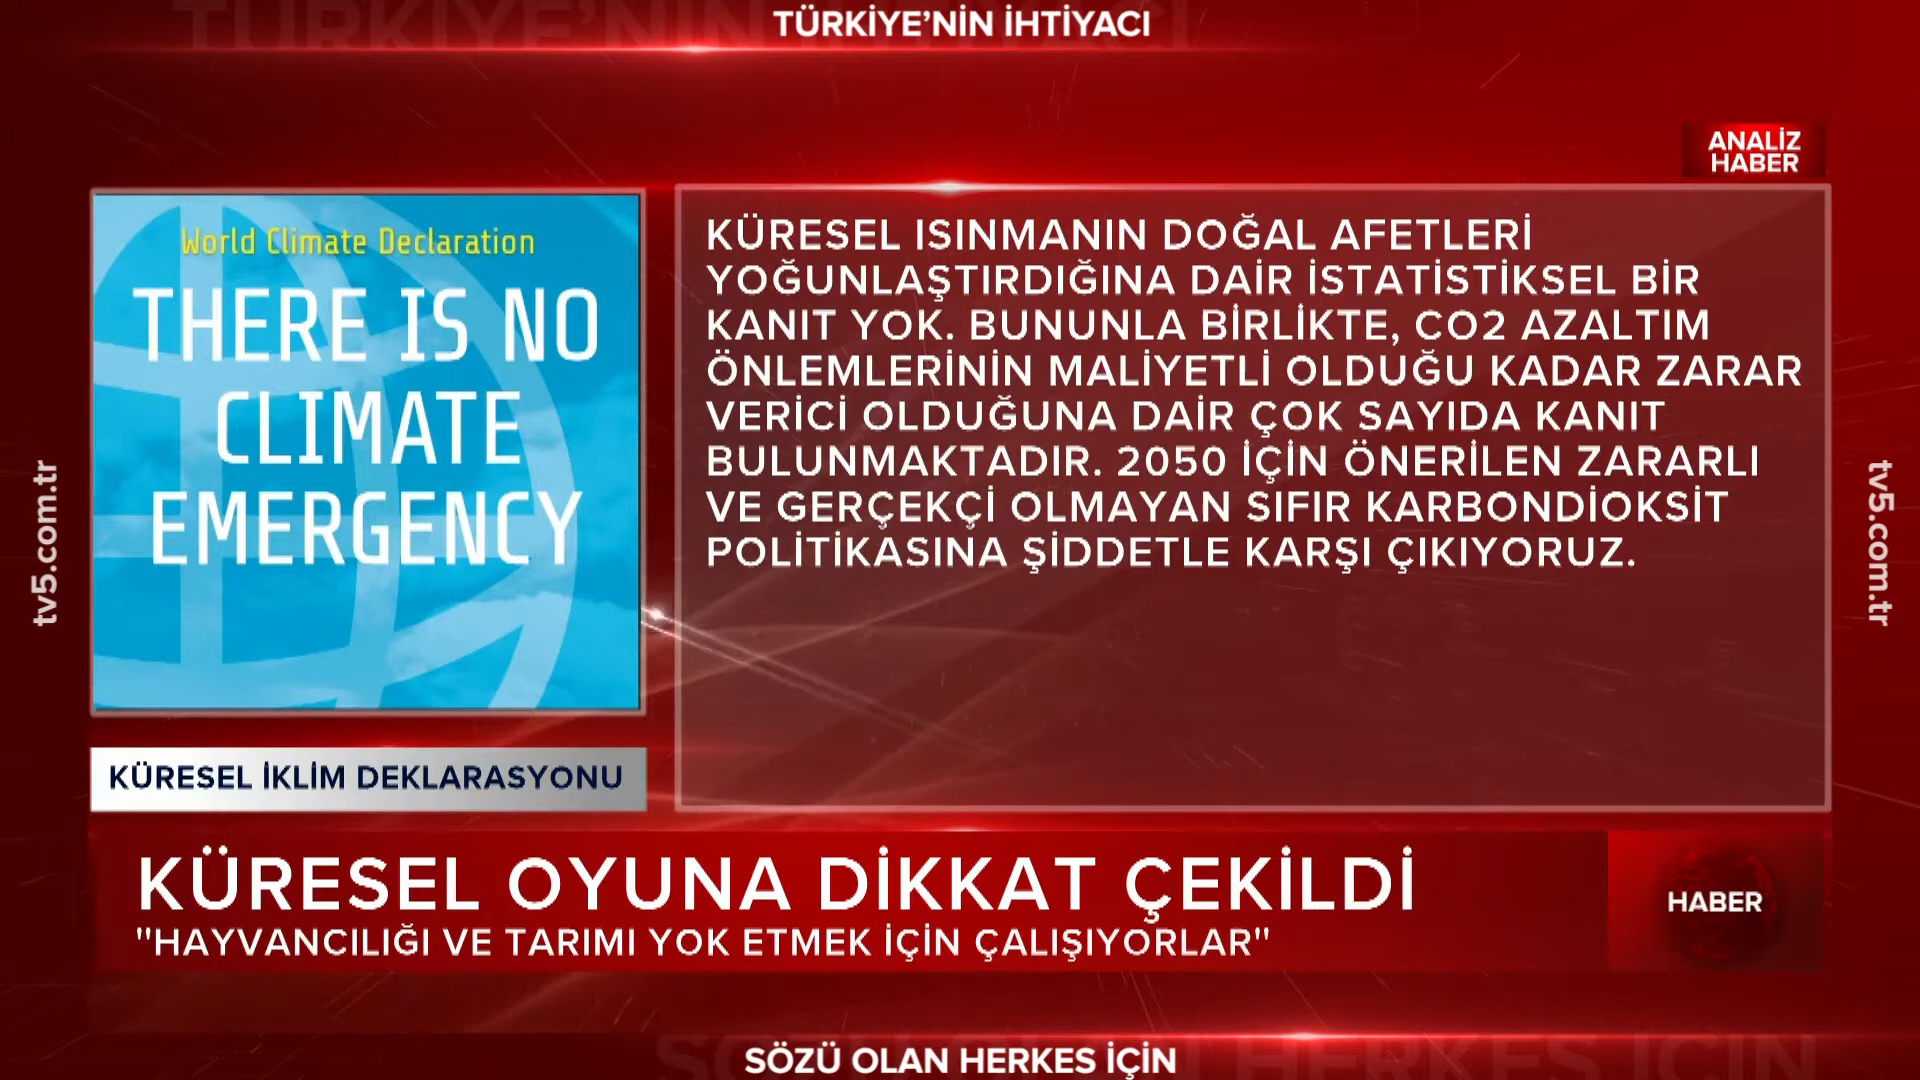 TÜRKİYE'NİN İHTİYACI
ANALİZ
HABER
World Climate Declaration
THERE IS NO
CLIMATE
EMERGENCY
KÜRESEL ISINMANIN DOĞAL AFETLERİ
YOĞUNLAŞTIRDIĞINA DAİR İSTATİSTİKSEL BİR
KANIT YOK. BUNUNLA BİRLİKTE, CO2 AZALTIM
ÖNLEMLERİNİN MALİYETLİ OLDUĞU KADAR ZARAR
VERİCİ OLDUĞUNA DAİR ÇOK SAYIDA KANIT
BULUNMAKTADIR. 2050 İÇİN ÖNERİLEN ZARARLI
VE GERÇEKÇİ OLMAYAN SIFIR KARBONDİOKSİT
POLİTİKASINA ŞİDDETLE KARŞI ÇIKIYORUZ.
tv5.com.tr
tv5.com.tr
KÜRESEL İKLİM DEKLARASYONU
KÜRESEL OYUNA DİKKAT ÇEKİLDİ
"HAYVANCILIĞI VE TARIMI YOK ETMEK İÇİN ÇALIŞIYORLAR"
HABER
SÖZÜ OLAN HERKES İÇİN